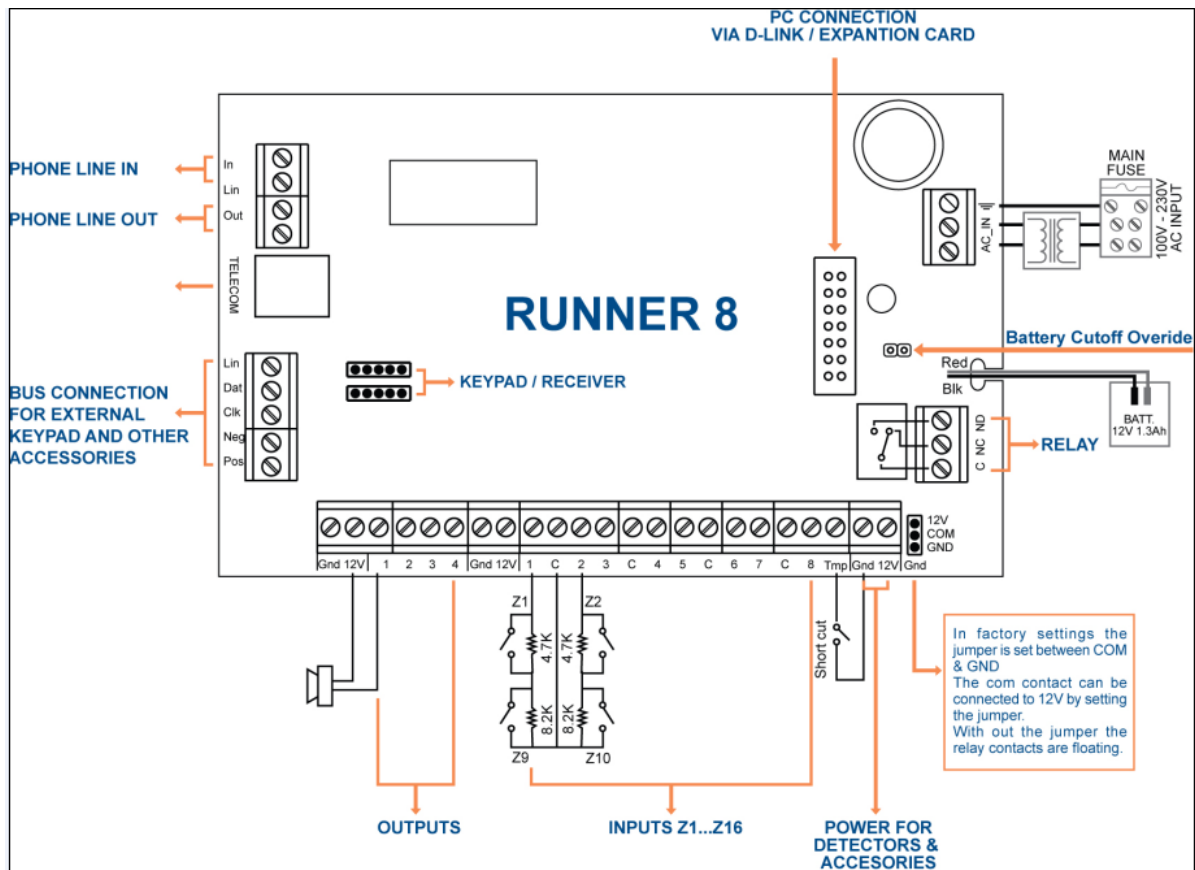 PC CONNECTION
VIA D-LINK / EXPANTION CARD
PHONE LINE IN
In
Lin
PHONE LINE OUT
Out
TELECOM
MAIN
FUSE
AC_IN
100V - 230V
AC INPUT
RUNNER 8
Battery Cutoff Overide
Red
Blk
BATT.
12V 1.3Ah
KEYPAD / RECEIVER
BUS CONNECTION
FOR EXTERNAL
KEYPAD AND OTHER
ACCESSORIES
Lin
Dat
Clk
Neg
Pos
C NC ND
RELAY
12V
COM
GND
Gnd 12V 1 2 3 4 Gnd 12V 1 C 2 3 C 4 5 C 6 7 C 8 Tmp Gnd 12V Gnd
Z1 Z2
4.7K 4.7K
8.2K 8.2K
Z9 Z10
Short cut
In factory settings the
jumper is set between COM
& GND
The com contact can be
connected to 12V by setting
the jumper.
With out the jumper the
relay contacts are floating.
OUTPUTS
INPUTS Z1...Z16
POWER FOR
DETECTORS &
ACCESORIES